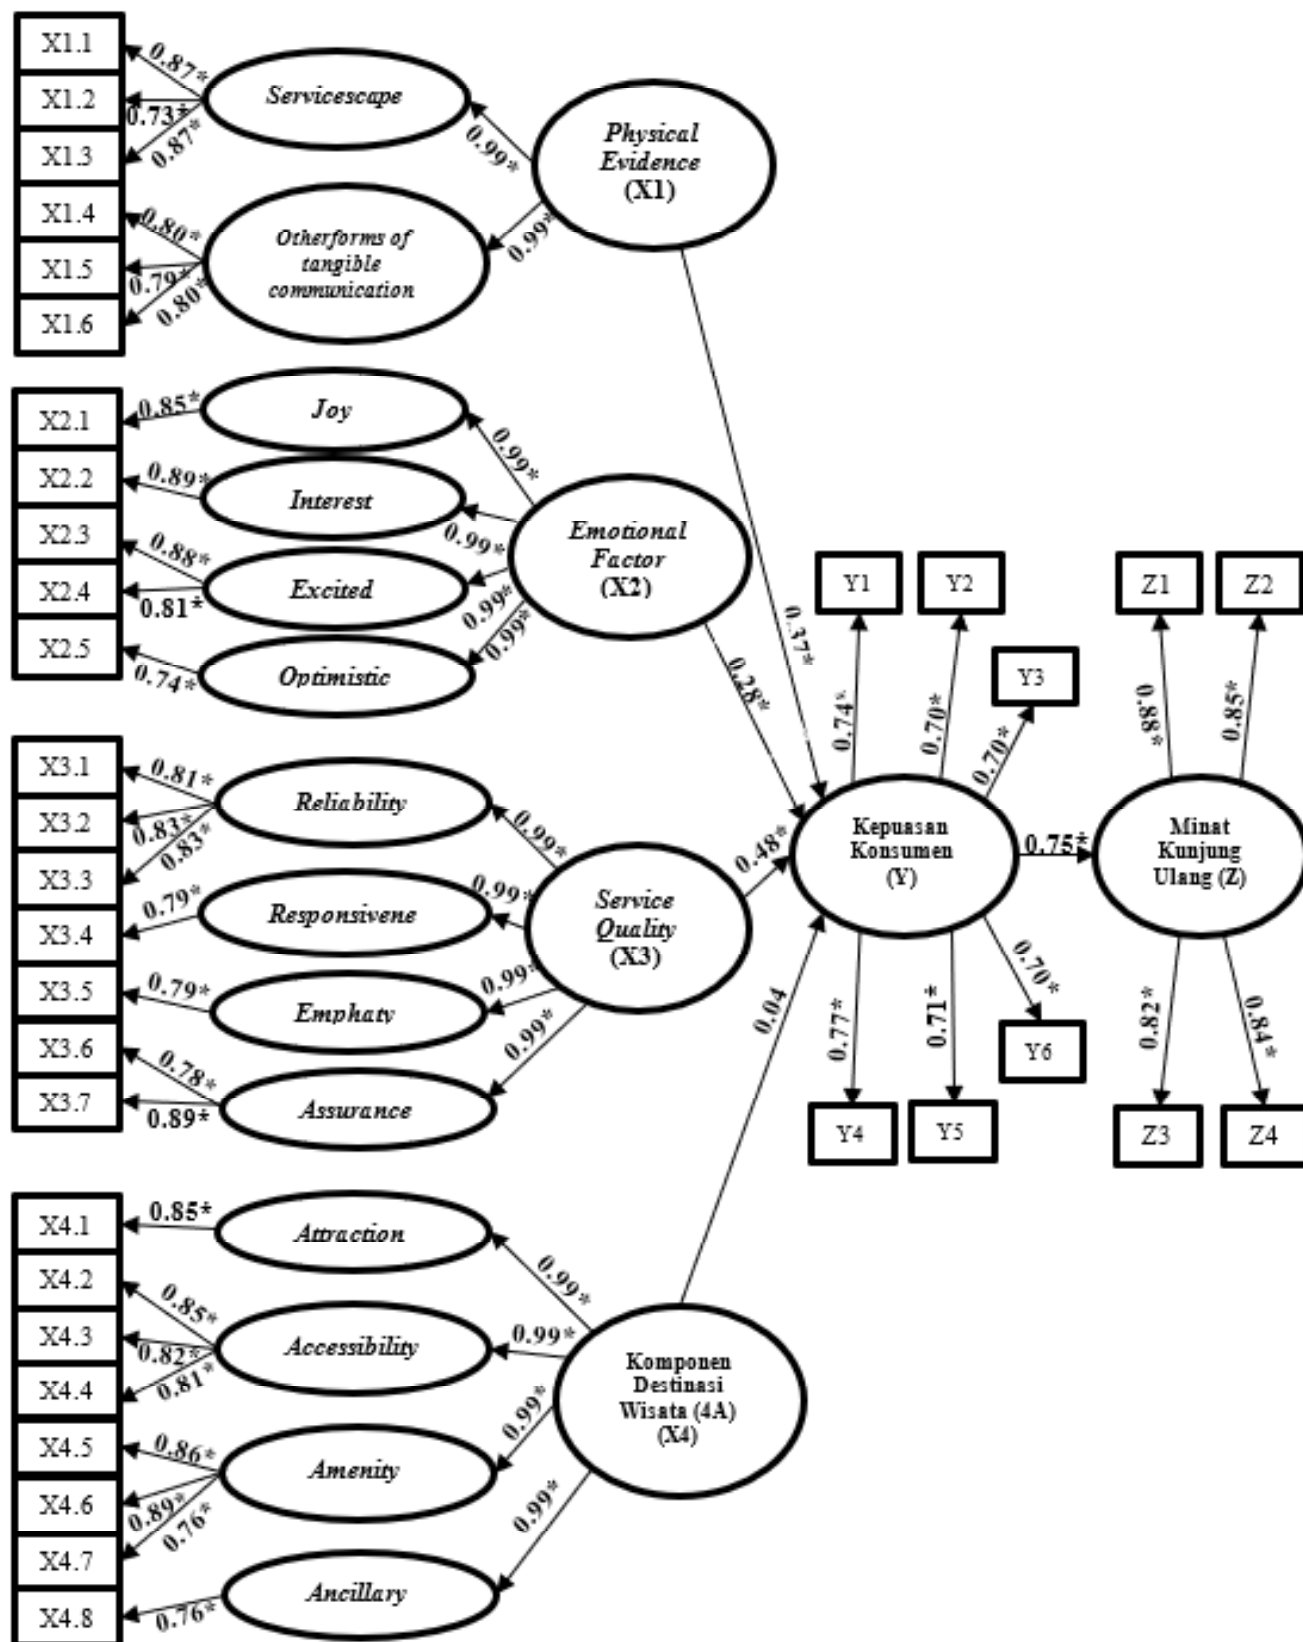 X1.1
X1.2
X1.3
X1.4
X1.5
X1.6
0.87*
0.73*
0.87*
0.80*
0.79*
0.80*
Servicescape
Otherforms of
tangible
communication
0.99*
0.99*
Physical
Evidence
(X1)
X2.1
X2.2
X2.3
X2.4
X2.5
0.85*
0.89*
0.88*
0.81*
0.74*
Joy
Interest
Excited
Optimistic
0.99*
0.99*
0.99*
0.99*
Emotional
Factor
(X2)
X3.1
X3.2
X3.3
X3.4
X3.5
X3.6
X3.7
0.81*
0.83*
0.83*
0.79*
0.79*
0.78*
0.89*
Reliability
Responsivene
Emphaty
Assurance
0.99*
0.99*
0.99*
0.99*
Service
Quality
(X3)
X4.1
X4.2
X4.3
X4.4
X4.5
X4.6
X4.7
X4.8
0.85*
0.85*
0.82*
0.81*
0.86*
0.89*
0.76*
0.76*
Attraction
Accessibility
Amenity
Ancillary
0.99*
0.99*
0.99*
0.99*
Komponen
Destinasi
Wisata (4A)
(X4)
0.37*
0.28*
0.48*
0.04
Y1
Y2
Y3
0.74*
0.70*
0.70*
Kepuasan
Konsumen
(Y)
0.77*
0.71*
0.70*
Y4
Y5
Y6
0.75*
Z1
Z2
0.88*
0.85*
Minat
Kunjung
Ulang (Z)
0.82*
0.84*
Z3
Z4